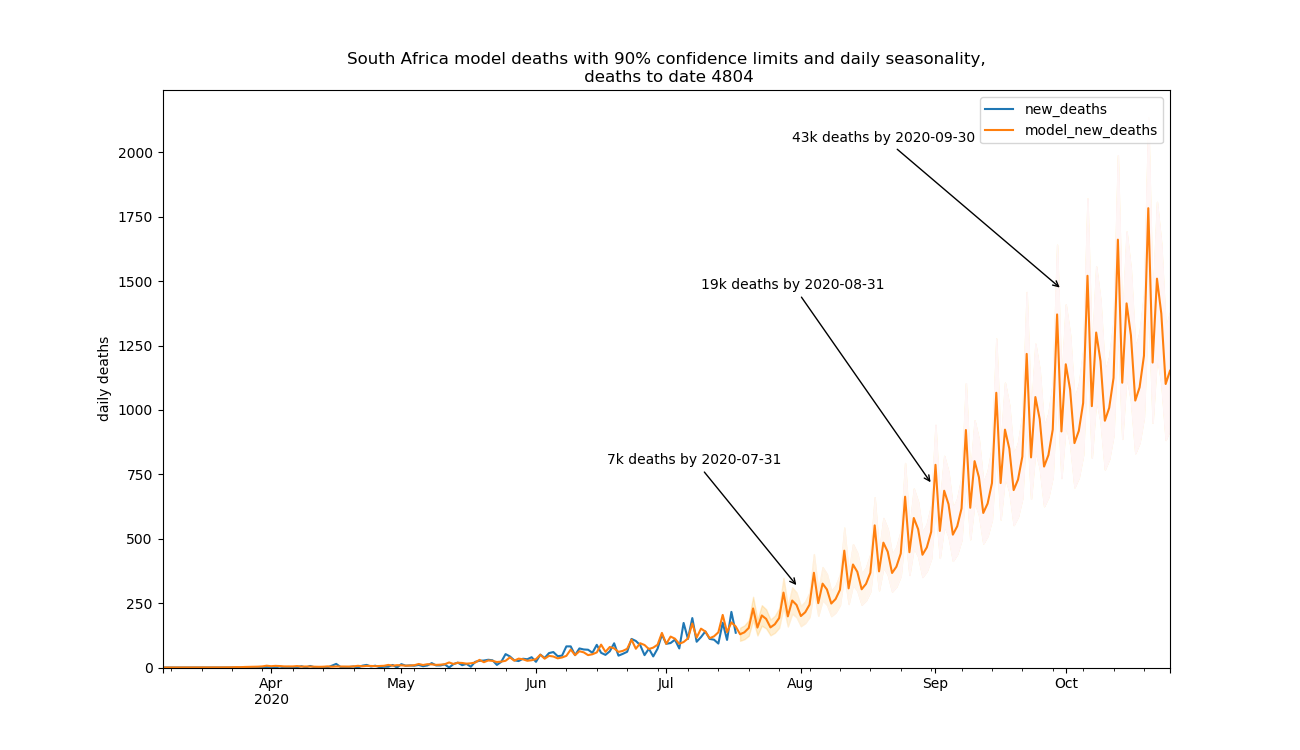 South Africa model deaths with 90% confidence limits and daily seasonality,
deaths to date 4804
new_deaths
model_new_deaths
43k deaths by 2020-09-30
19k deaths by 2020-08-31
7k deaths by 2020-07-31
daily deaths
2000
1750
1500
1250
1000
750
500
250
0
Apr May Jun Jul Aug Sep Oct
2020